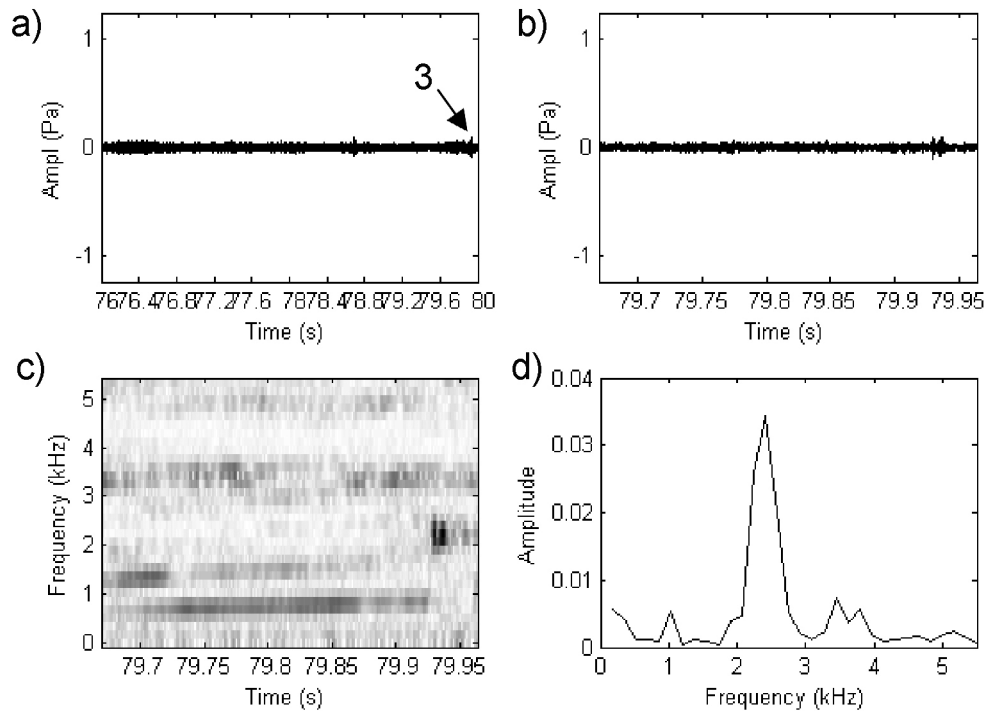 a)
1
0
-1
Ampl (Pa)
3
76 76.4 76.8 77.2 77.6 78 78.4 78.8 79.2 79.6 80
Time (s)
b)
1
0
-1
Ampl (Pa)
79.7 79.75 79.8 79.85 79.9 79.95
Time (s)
c)
5
4
3
2
1
0
Frequency (kHz)
79.7 79.75 79.8 79.85 79.9 79.95
Time (s)
d)
0.04
0.03
0.02
0.01
0
Amplitude
0 1 2 3 4 5
Frequency (kHz)